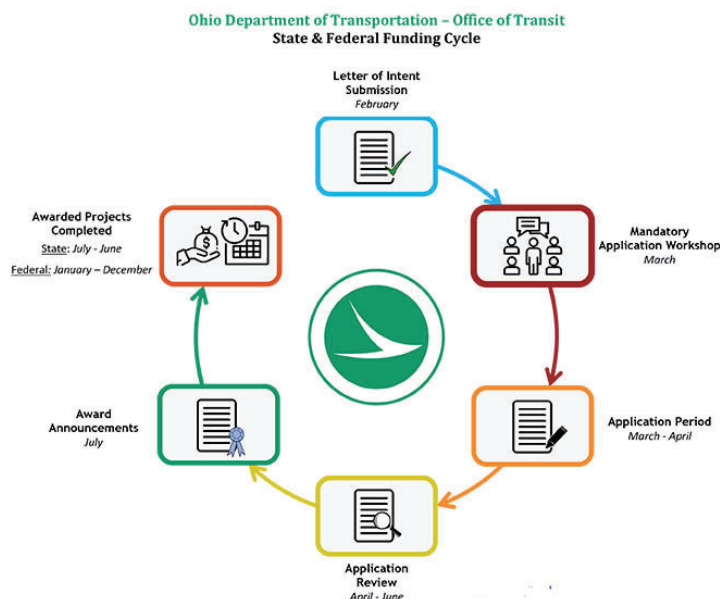 Ohio Department of Transportation – Office of Transit
State & Federal Funding Cycle
Letter of Intent
Submission
February
Mandatory
Application Workshop
March
Application Period
March - April
Application
Review
April - June
Award
Announcements
July
Awarded Projects
Completed
State: July - June
Federal: January – December
$